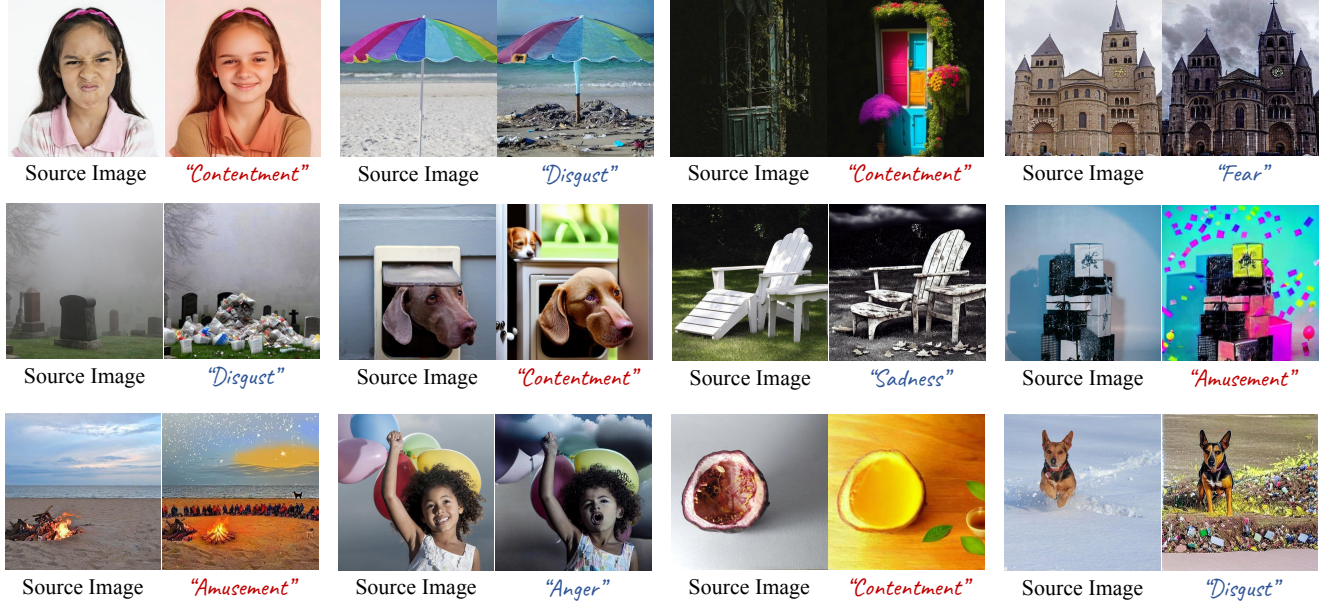 Source Image “Contentment” Source Image “Disgust” Source Image “Contentment” Source Image “Fear”
Source Image “Disgust” Source Image “Contentment” Source Image “Sadness” Source Image “Amusement”
Source Image “Amusement” Source Image “Anger” Source Image “Contentment” Source Image “Disgust”